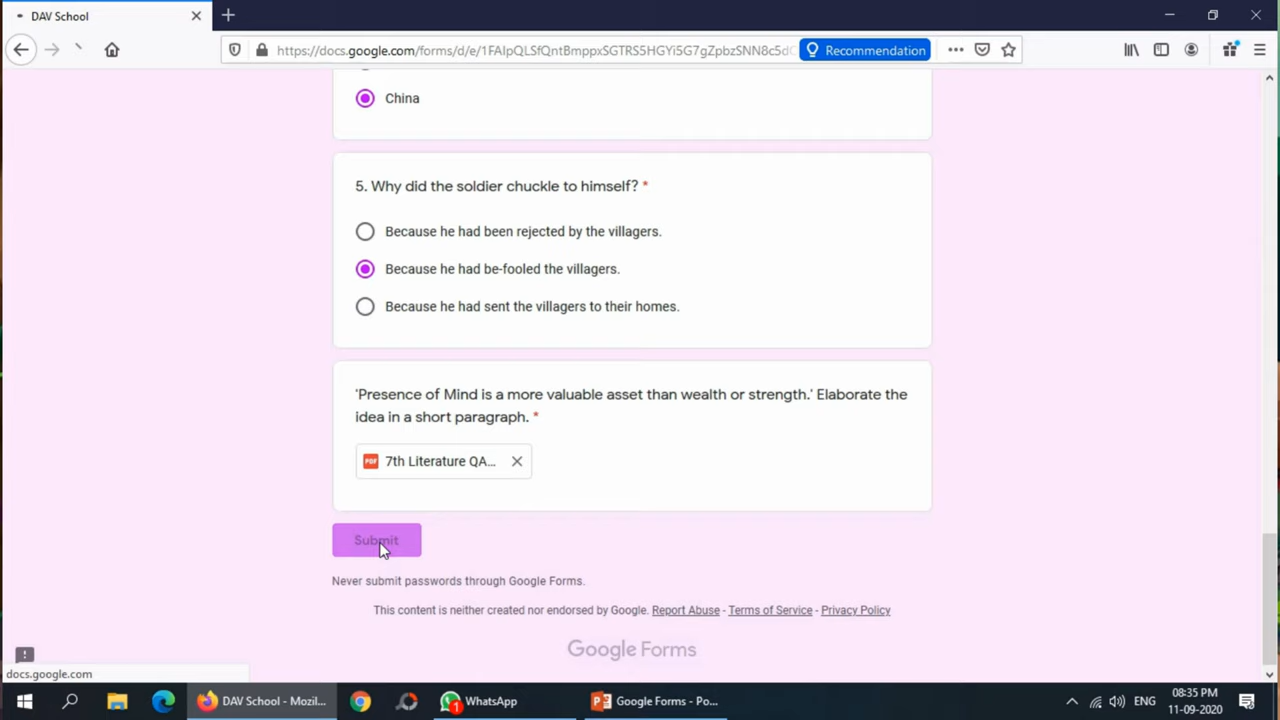 DAV School
https://docs.google.com/forms/d/e/1FAIpQLSfQntBmppxSGTRS5HGYi5G7gZpbzSNN8c5d
Recommendation
China
5. Why did the soldier chuckle to himself? *
Because he had been rejected by the villagers.
Because he had be-fooled the villagers.
Because he had sent the villagers to their homes.
'Presence of Mind is a more valuable asset than wealth or strength.' Elaborate the
idea in a short paragraph. *
PDF 7th Literature QA...
Submit
Never submit passwords through Google Forms.
This content is neither created nor endorsed by Google. Report Abuse - Terms of Service - Privacy Policy
Google Forms
docs.google.com
DAV School - Mozil...
1 WhatsApp
Google Forms - Po...
ENG
08:35 PM
11-09-2020